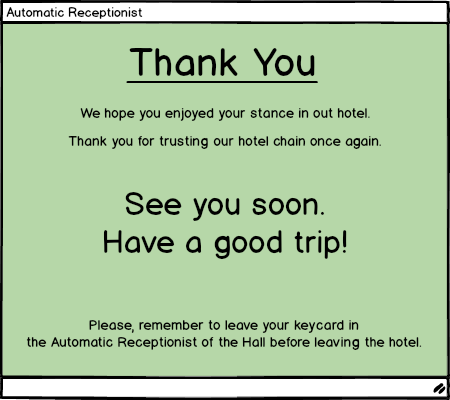 Automatic Receptionist
Thank You
We hope you enjoyed your stance in out hotel.
Thank you for trusting our hotel chain once again.
See you soon.
Have a good trip!
Please, remember to leave your keycard in
the Automatic Receptionist of the Hall before leaving the hotel.